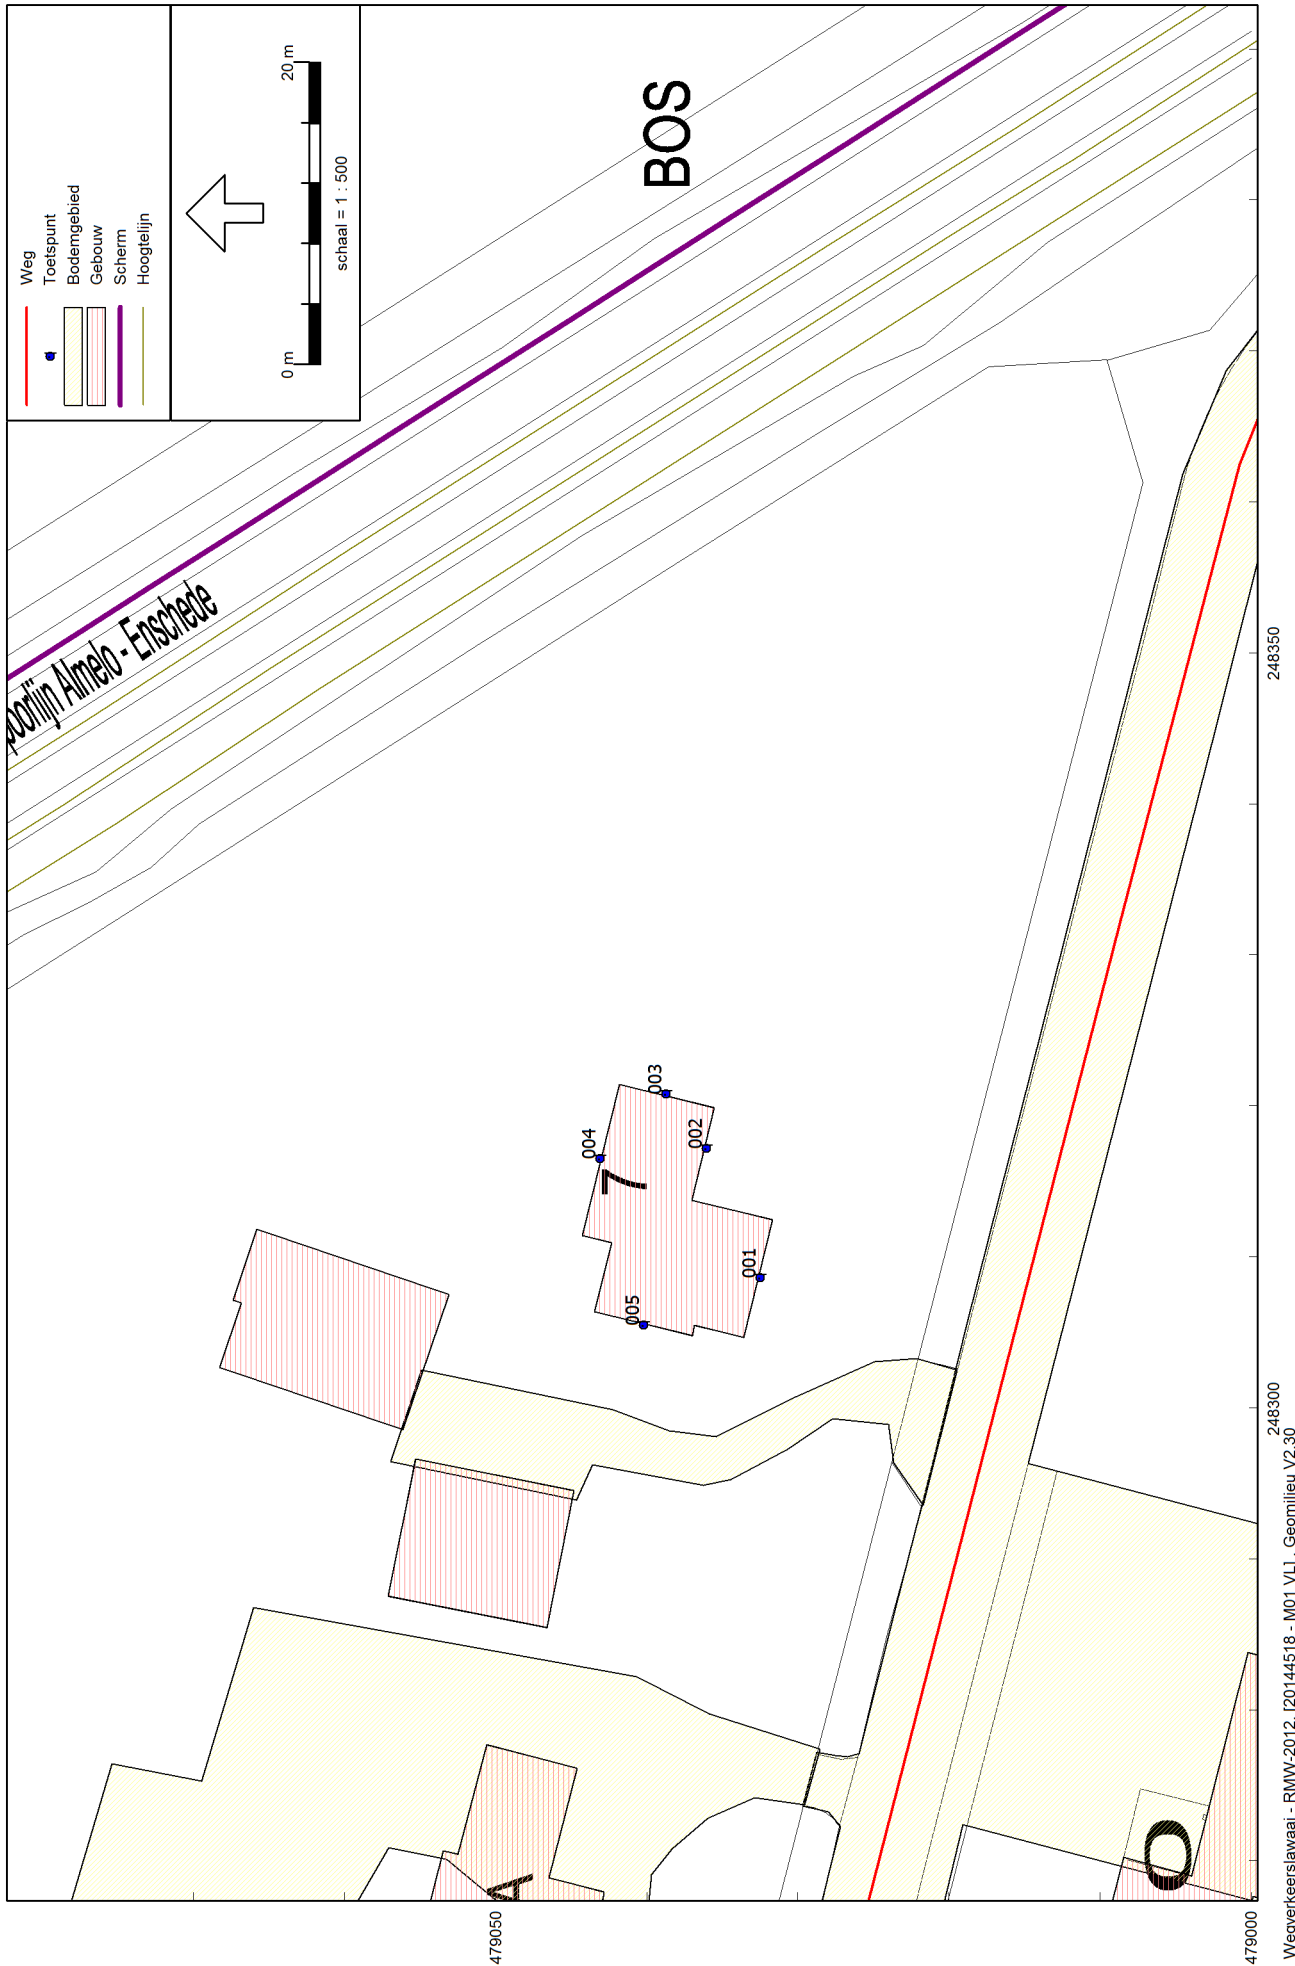 Weg
Toetspunt
Bodemgebied
Gebouw
Scherm
Hoogtelijn
0 m
20 m
schaal = 1 : 500
BOS
poorlijn Almelo - Enschede
001
002
003
004
005
7
A
O
479050
479000
248300
248350
Wegverkeerslawaai - RMW-2012, [20144518 - M01 VL] , Geomilieu V2.30